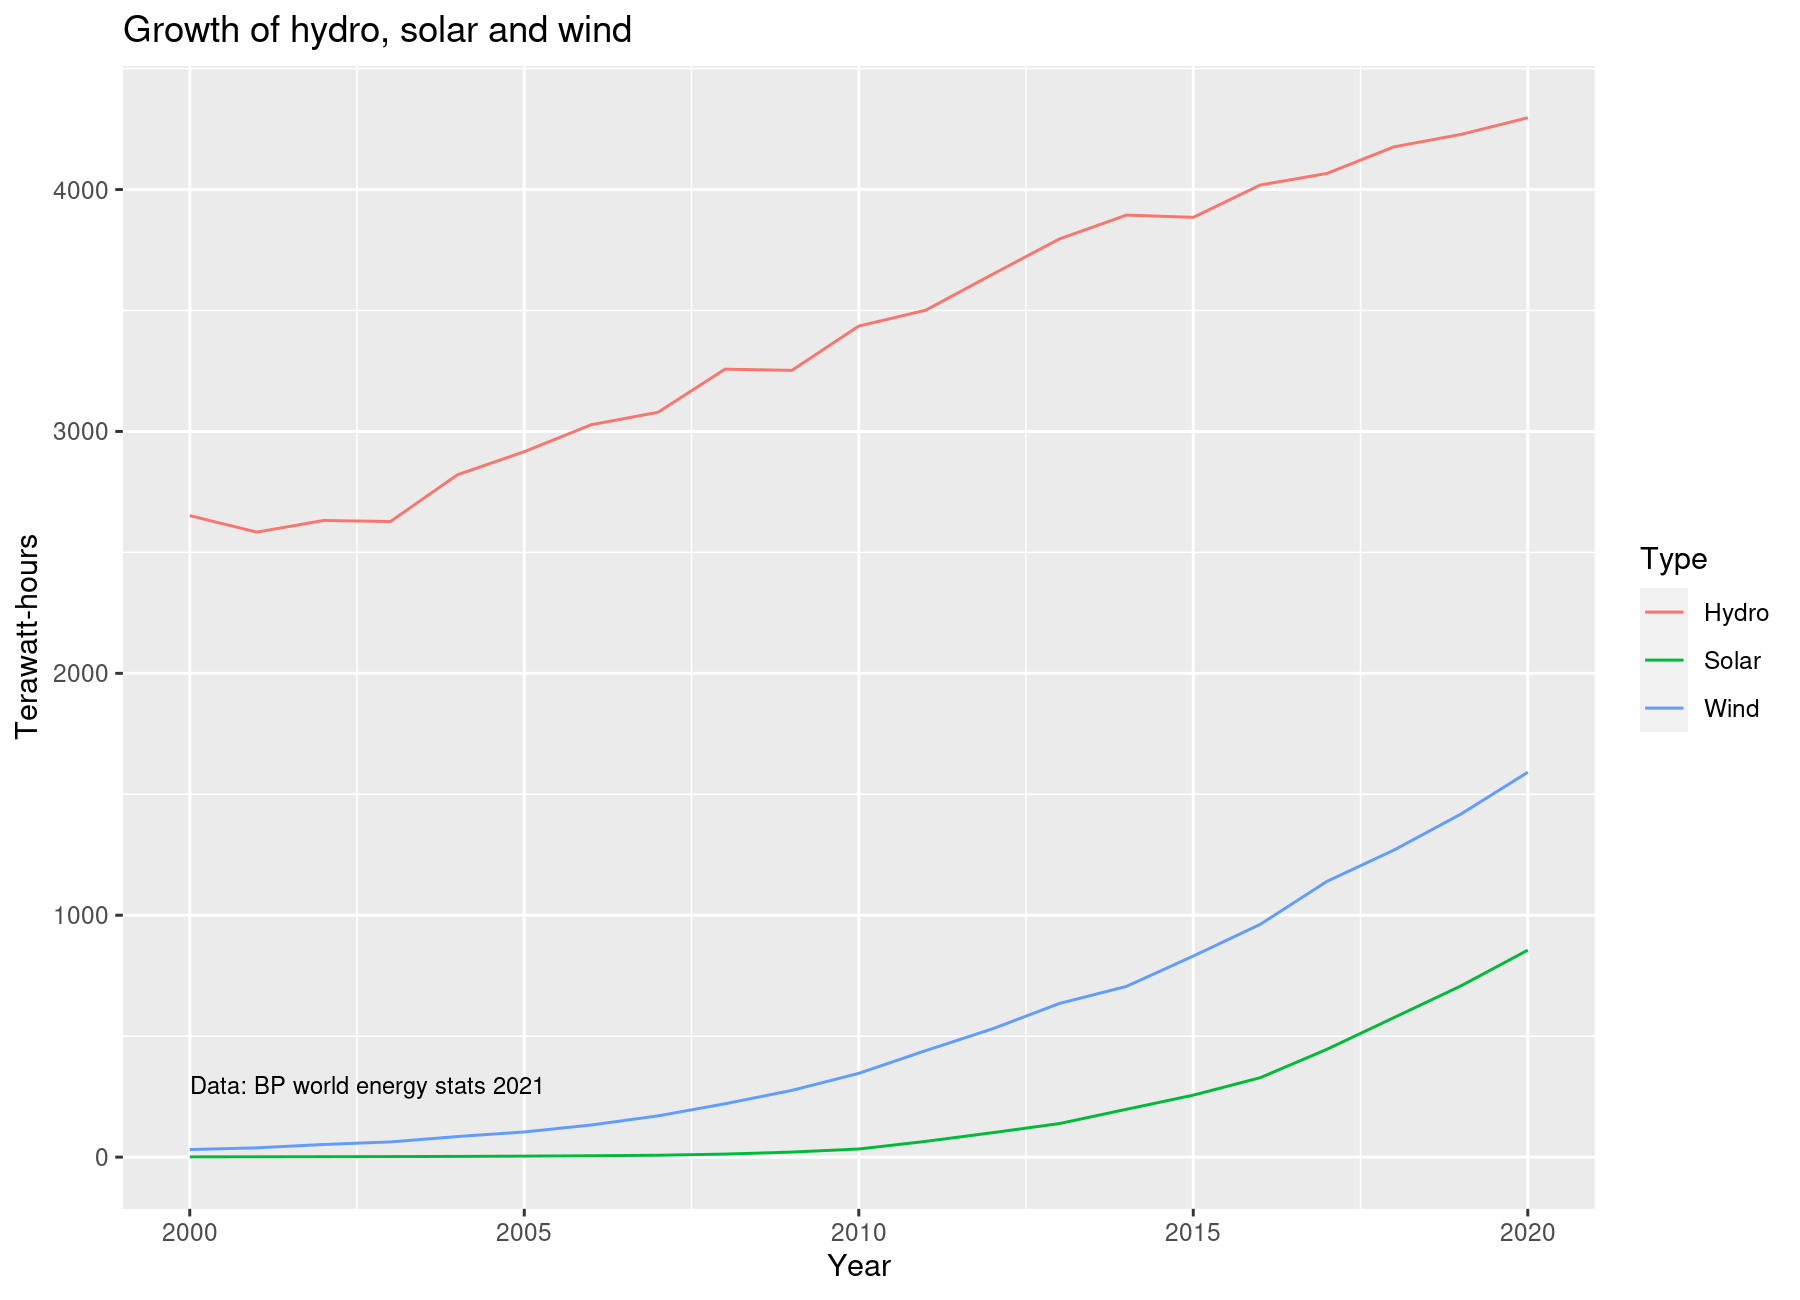 Growth of hydro, solar and wind
4000
3000
2000
1000
0
Terawatt-hours
Data: BP world energy stats 2021
2000 2005 2010 2015 2020
Year
Type
Hydro
Solar
Wind